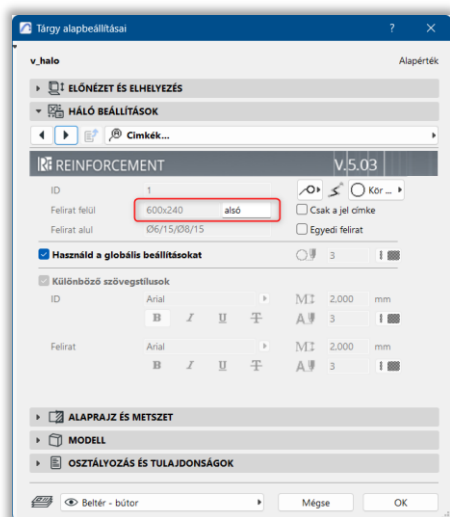 Tárgy alapbeállításai ? ×
v_halo Alapérték
ELŐNÉZET ÉS ELHELYEZÉS
HÁLÓ BEÁLLÍTÁSOK
Cimkék...
REINFORCEMENT V.5.03
ID 1 Kör ...
Felirat felül 600x240 alsó Csak a jel címke
Felirat alul Ø6/15/Ø8/15 Egyedi felirat
Használd a globális beállításokat 3
Különböző szövegstílusok
ID Arial 2,000 mm
B I U T 3
Felirat Arial 2,000 mm
B I U T 3
ALAPRAJZ ÉS METSZET
MODELL
OSZTÁLYOZÁS ÉS TULAJDONSÁGOK
Beltér - bútor Mégse OK